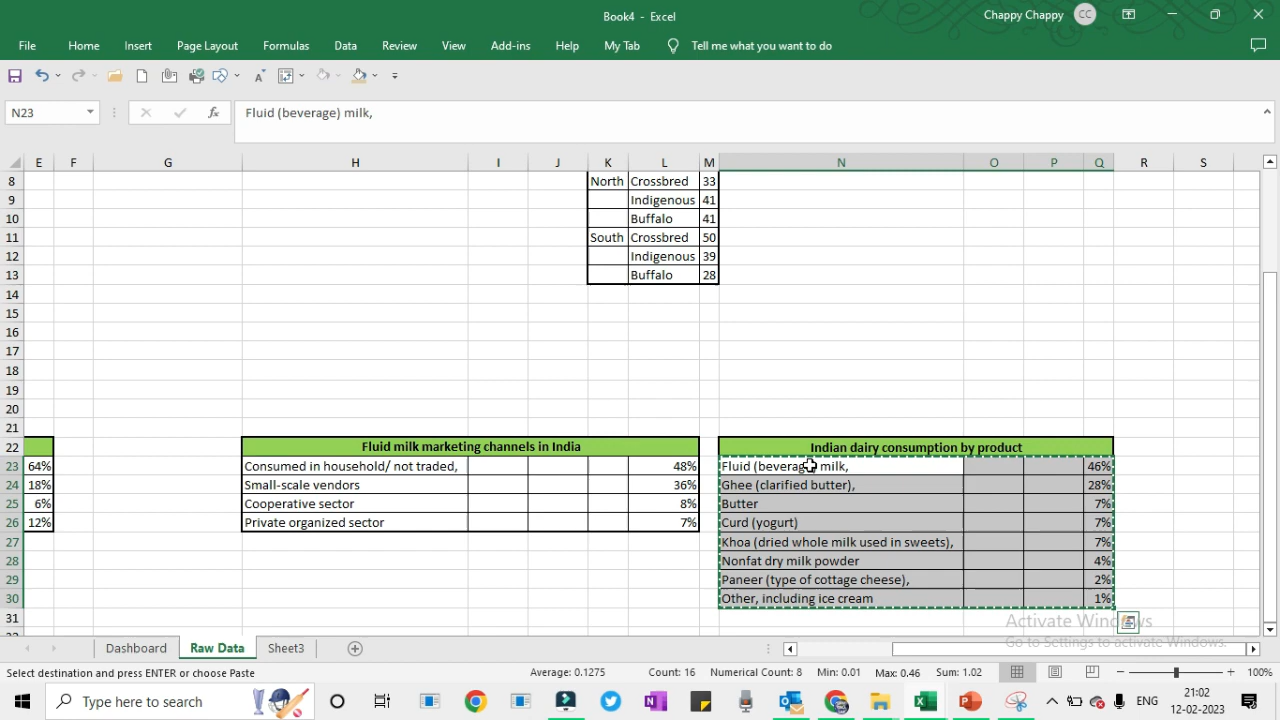 Book4 - Excel
Chappy Chappy CC
File Home Insert Page Layout Formulas Data Review View Add-ins Help My Tab Tell me what you want to do
N23 fx Fluid (beverage) milk,
E F G H I J K L M N O P Q R S
8 North Crossbred 33
9 Indigenous 41
10 Buffalo 41
11 South Crossbred 50
12 Indigenous 39
13 Buffalo 28
14
15
16
17
18
19
20
21
22 Fluid milk marketing channels in India Indian dairy consumption by product
23 64% Consumed in household/ not traded, 48% Fluid (beverage) milk, 46%
24 18% Small-scale vendors 36% Ghee (clarified butter), 28%
25 6% Cooperative sector 8% Butter 7%
26 12% Private organized sector 7% Curd (yogurt) 7%
27 Khoa (dried whole milk used in sweets), 7%
28 Nonfat dry milk powder 4%
29 Paneer (type of cottage cheese), 2%
30 Other, including ice cream 1%
31
Activate Windows
Go to Settings to activate Windows.
Dashboard Raw Data Sheet3
Select destination and press ENTER or choose Paste Average: 0.1275 Count: 16 Numerical Count: 8 Min: 0.01 Max: 0.46 Sum: 1.02 100%
Type here to search ENG 21:02
12-02-2023